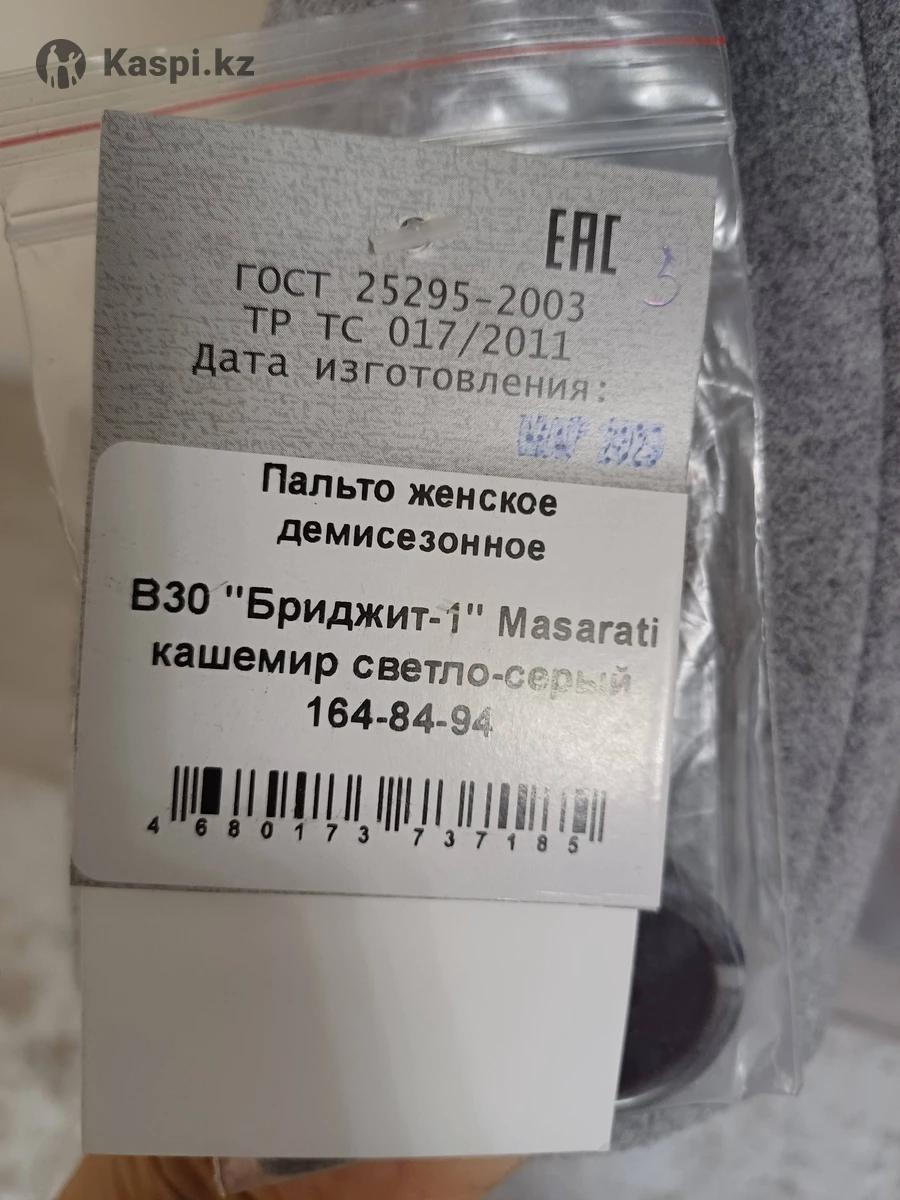 Kaspi.kz
EAC
ГОСТ 25295-2003
ТР ТС 017/2011
Дата изготовления:
Пальто женское
демисезонное
В30 "Бриджит-1" Masarati
кашемир светло-серый
164-84-94
4 680173 737185